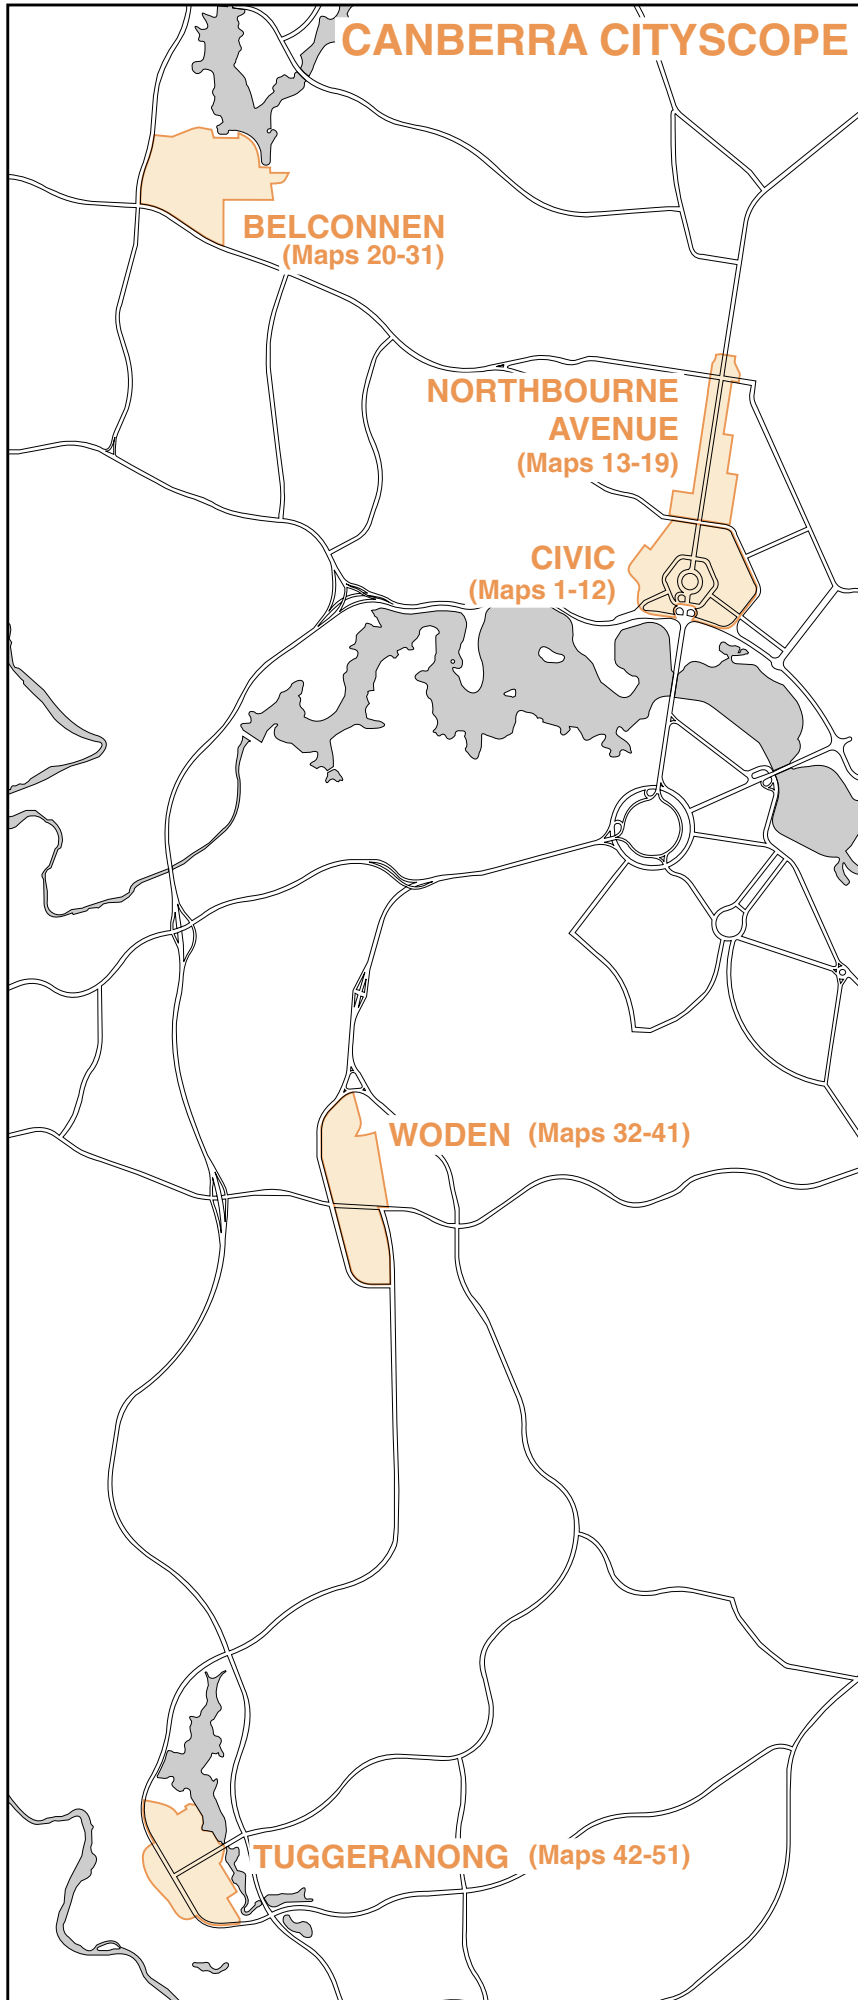 CANBERRA CITYSCOPE
BELCONNEN
(Maps 20-31)
NORTHBOURNE
AVENUE
(Maps 13-19)
CIVIC
(Maps 1-12)
WODEN (Maps 32-41)
TUGGERANONG (Maps 42-51)